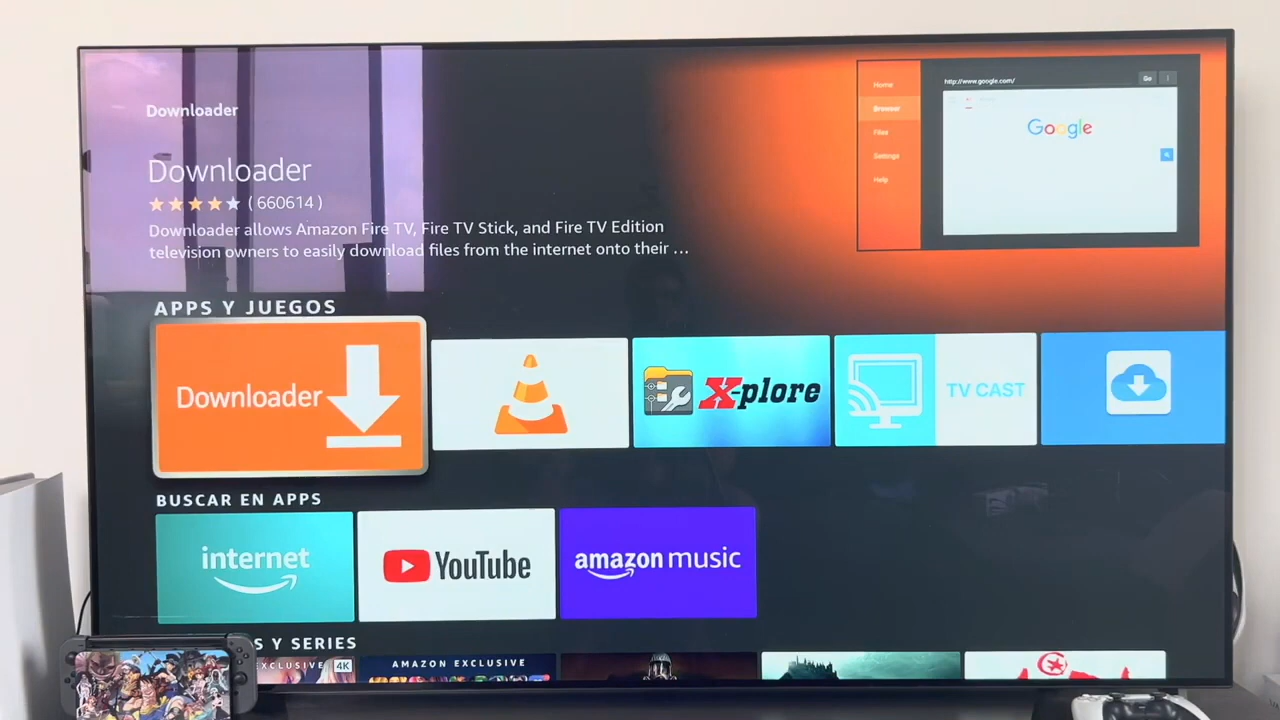 Downloader
Downloader
( 660614 )
Downloader allows Amazon Fire TV, Fire TV Stick, and Fire TV Edition
television owners to easily download files from the internet onto their ...
Home
Browser
Files
Settings
Help
http://www.google.com/
Go
Google
APPS Y JUEGOS
Downloader
X-plore
TV CAST
BUSCAR EN APPS
internet
YouTube
amazon music
S Y SERIES
EXCLUSIVE 4K
AMAZON EXCLUSIVE